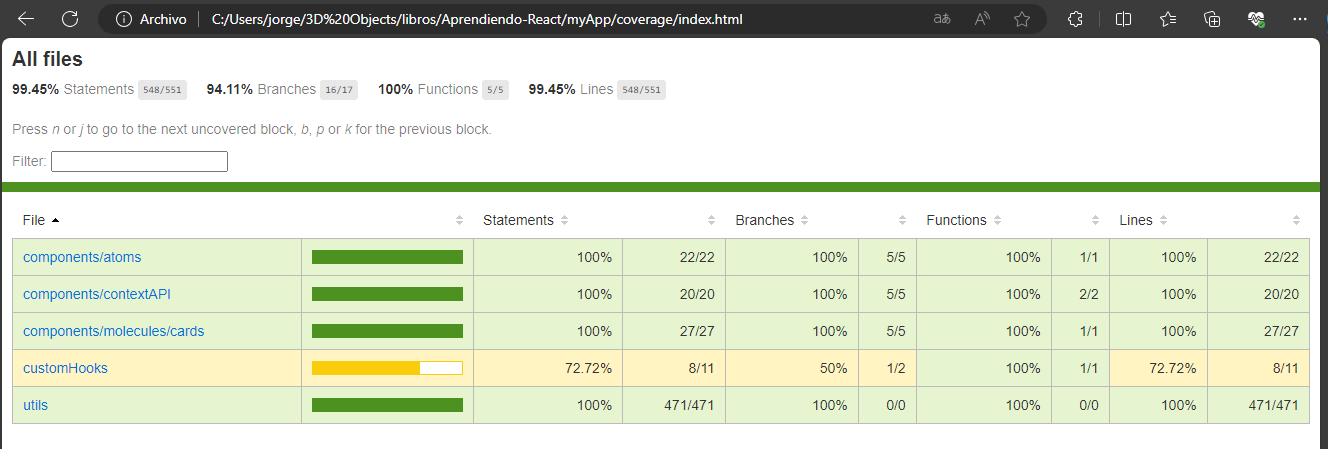 Archivo C:/Users/jorge/3D%20Objects/libros/Aprendiendo-React/myApp/coverage/index.html aあ A
All files
99.45% Statements 548/551 94.11% Branches 16/17 100% Functions 5/5 99.45% Lines 548/551
Press n or j to go to the next uncovered block, b, p or k for the previous block.
Filter:
File Statements Branches Functions Lines
components/atoms 100% 22/22 100% 5/5 100% 1/1 100% 22/22
components/contextAPI 100% 20/20 100% 5/5 100% 2/2 100% 20/20
components/molecules/cards 100% 27/27 100% 5/5 100% 1/1 100% 27/27
customHooks 72.72% 8/11 50% 1/2 100% 1/1 72.72% 8/11
utils 100% 471/471 100% 0/0 100% 0/0 100% 471/471